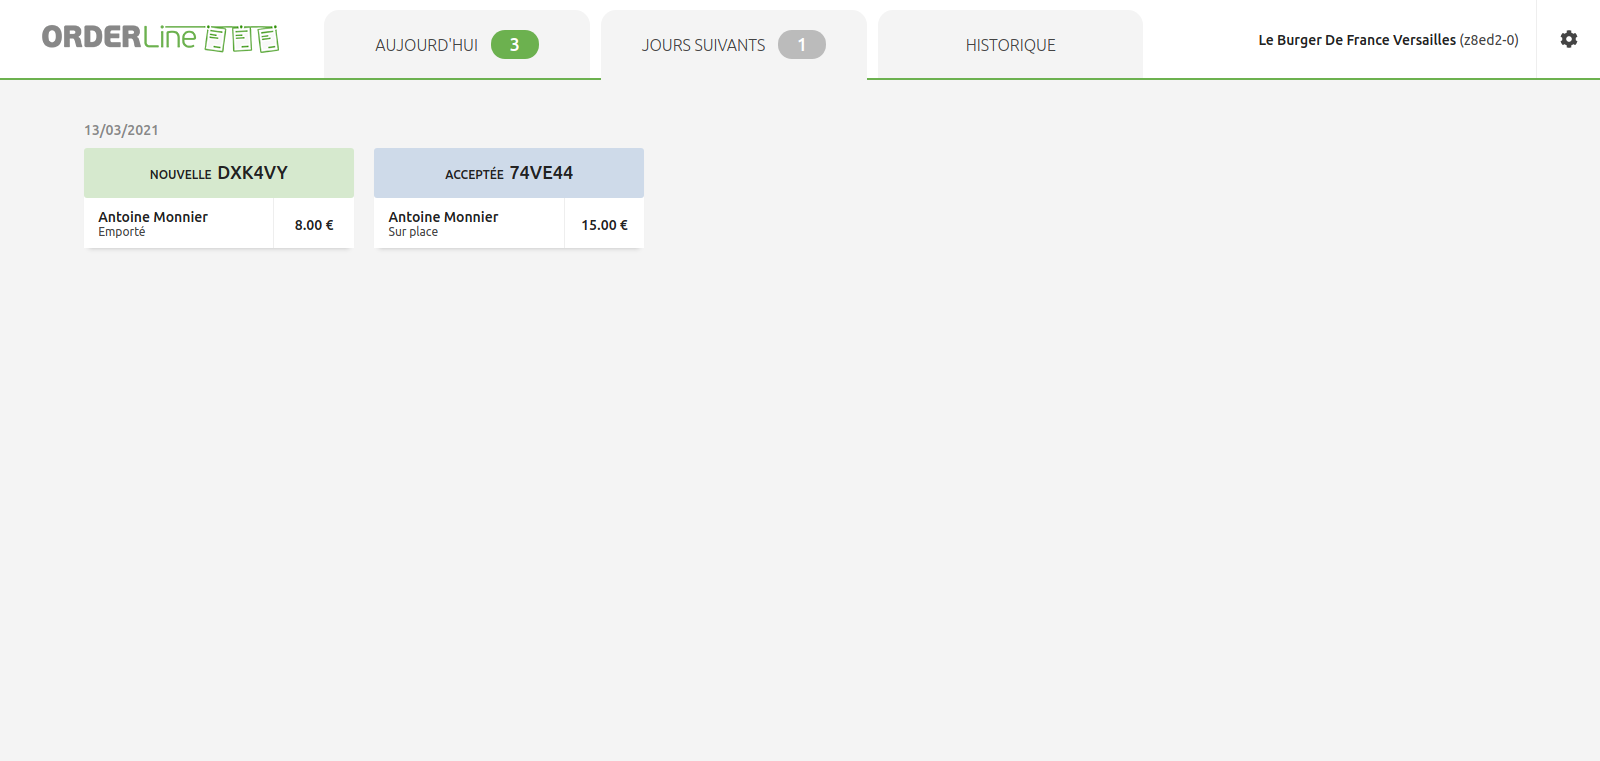 ORDERLine
AUJOURD'HUI 3
JOURS SUIVANTS 1
HISTORIQUE
Le Burger De France Versailles (z8ed2-0)
13/03/2021
NOUVELLE DXK4VY
Antoine Monnier
Emporté
8.00 €
ACCEPTÉE 74VE44
Antoine Monnier
Sur place
15.00 €